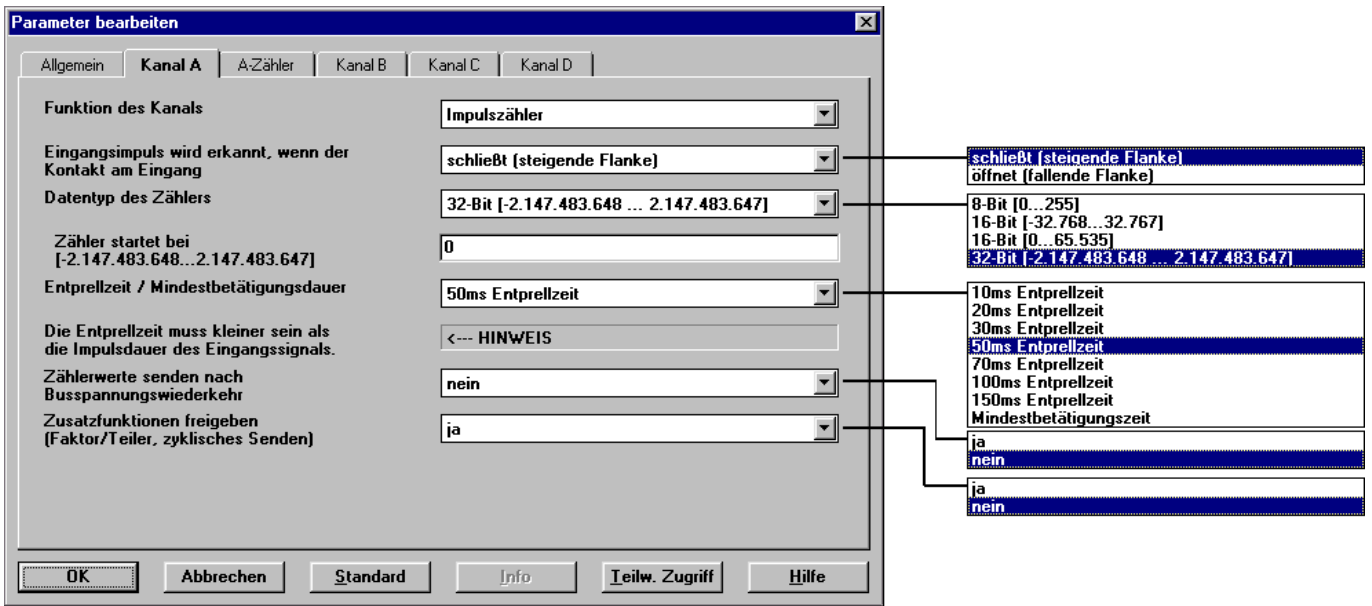 Parameter bearbeiten
Allgemein
Kanal A
A-Zähler
Kanal B
Kanal C
Kanal D
Funktion des Kanals
Impulszähler
Eingangsimpuls wird erkannt, wenn der
Kontakt am Eingang
schließt (steigende Flanke)
Datentyp des Zählers
32-Bit [-2.147.483.648 ... 2.147.483.647]
Zähler startet bei
[-2.147.483.648...2.147.483.647]
0
Entprellzeit / Mindestbetätigungsdauer
50ms Entprellzeit
Die Entprellzeit muss kleiner sein als
die Impulsdauer des Eingangssignals.
<--- HINWEIS
Zählerwerte senden nach
Busspannungswiederkehr
nein
Zusatzfunktionen freigeben
(Faktor/Teiler, zyklisches Senden)
ja
OK
Abbrechen
Standard
Info
Teilw. Zugriff
Hilfe
schließt (steigende Flanke)
öffnet (fallende Flanke)
8-Bit [0...255]
16-Bit [-32.768...32.767]
16-Bit [0...65.535]
32-Bit [-2.147.483.648 ... 2.147.483.647]
10ms Entprellzeit
20ms Entprellzeit
30ms Entprellzeit
50ms Entprellzeit
70ms Entprellzeit
100ms Entprellzeit
150ms Entprellzeit
Mindestbetätigungszeit
ja
nein
ja
nein